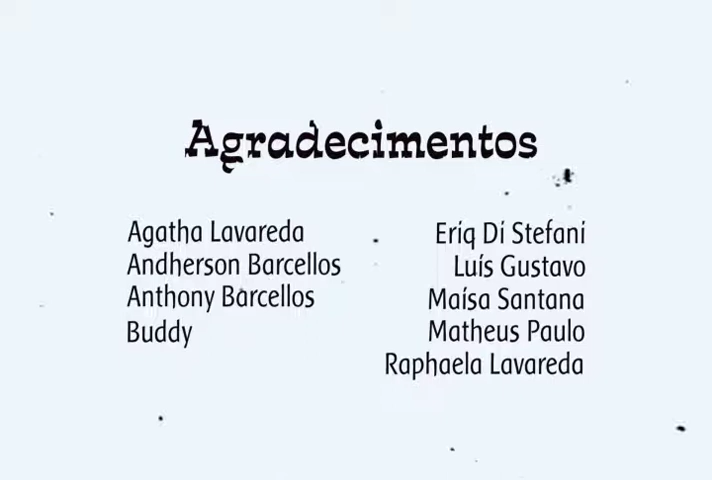 Agradecimentos
Agatha Lavareda
Andherson Barcellos
Anthony Barcellos
Buddy
Eriq Di Stefani
Luís Gustavo
Maísa Santana
Matheus Paulo
Raphaela Lavareda